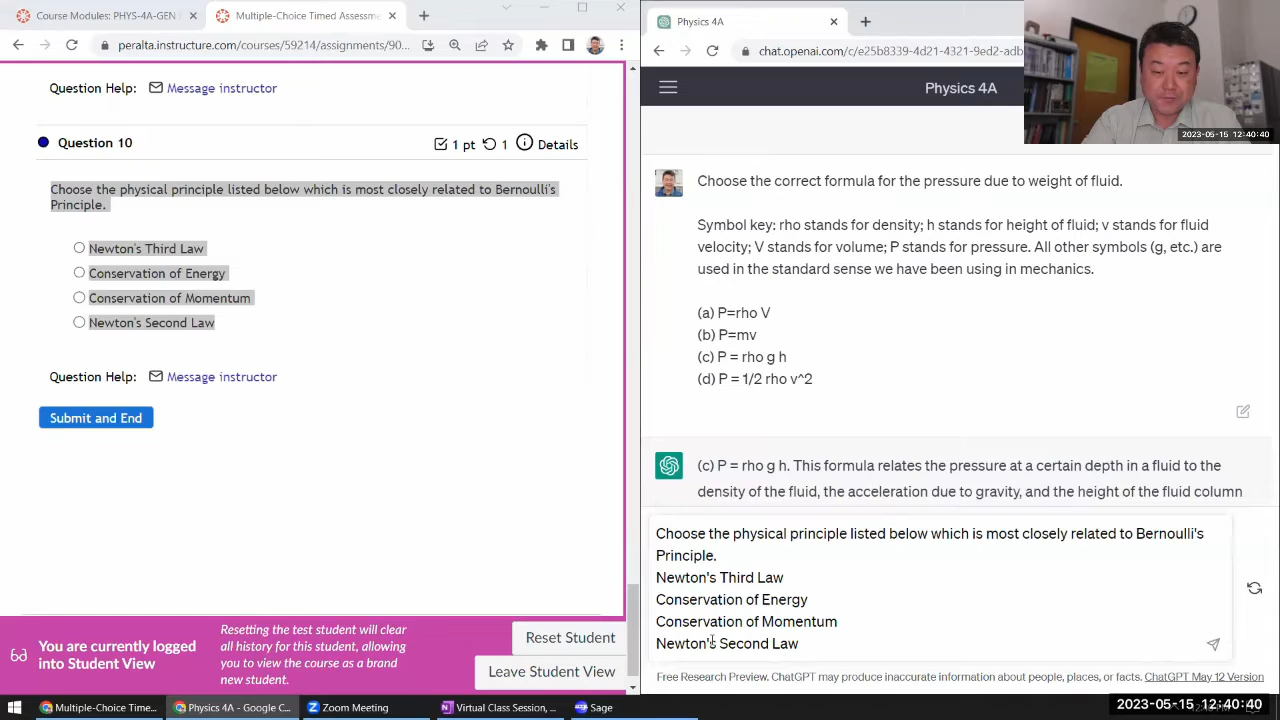 Course Modules: PHYS-4A-GEN
Multiple-Choice Timed Assessm
peralta.instructure.com/courses/59214/assignments/90...
Question Help: Message instructor
Question 10
1 pt 1 Details
Choose the physical principle listed below which is most closely related to Bernoulli's
Principle.
Newton's Third Law
Conservation of Energy
Conservation of Momentum
Newton's Second Law
Question Help: Message instructor
Submit and End
You are currently logged
into Student View
Resetting the test student will clear
all history for this student, allowing
you to view the course as a brand
new student.
Reset Student
Leave Student View
Physics 4A
chat.openai.com/c/e25b8339-4d21-4321-9ed2-adb
Physics 4A
2023-05-15 12:40:40
Choose the correct formula for the pressure due to weight of fluid.
Symbol key: rho stands for density; h stands for height of fluid; v stands for fluid
velocity; V stands for volume; P stands for pressure. All other symbols (g, etc.) are
used in the standard sense we have been using in mechanics.
(a) P=rho V
(b) P=mv
(c) P = rho g h
(d) P = 1/2 rho v^2
(c) P = rho g h. This formula relates the pressure at a certain depth in a fluid to the
density of the fluid, the acceleration due to gravity, and the height of the fluid column
Choose the physical principle listed below which is most closely related to Bernoulli's
Principle.
Newton's Third Law
Conservation of Energy
Conservation of Momentum
Newton's Second Law
Free Research Preview. ChatGPT may produce inaccurate information about people, places, or facts. ChatGPT May 12 Version
Multiple-Choice Time...
Physics 4A - Google C...
Zoom Meeting
Virtual Class Session, ...
Sage
2023-05-15 12:40:40